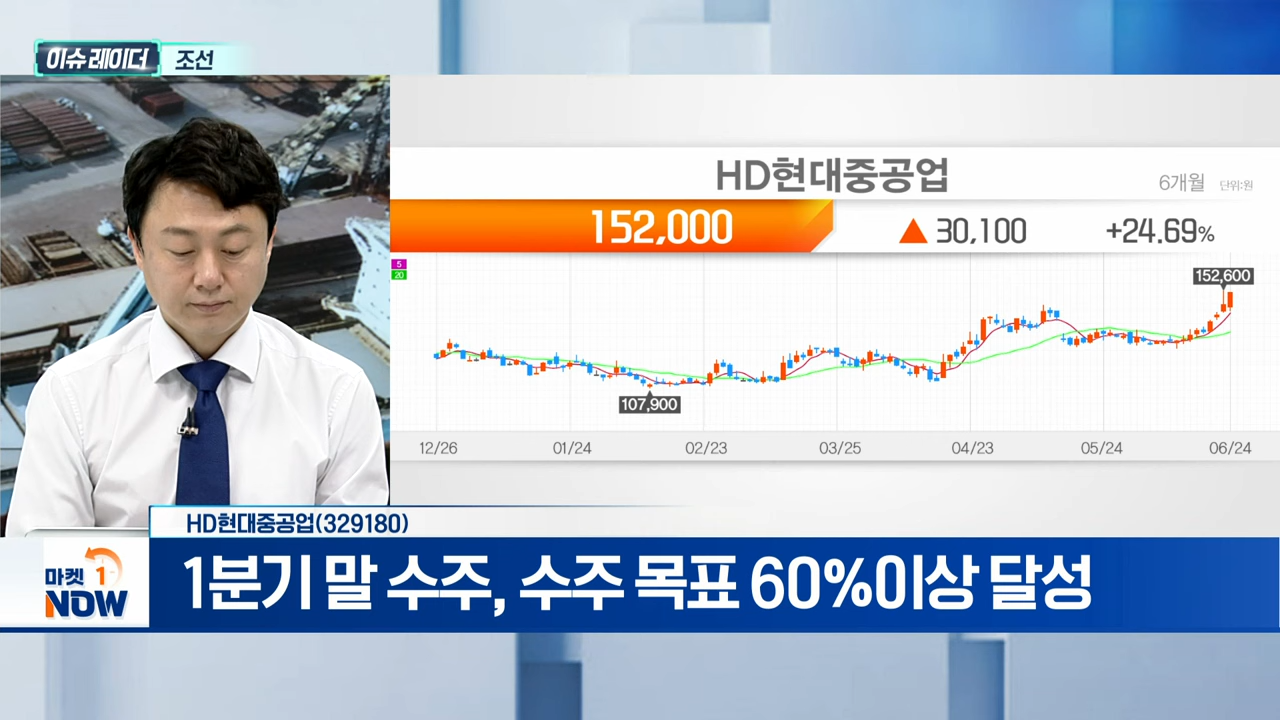 이슈 레이더 조선
HD현대중공업
6개월 단위:원
152,000 ▲ 30,100 +24.69%
5
20
152,600
107,900
12/26 01/24 02/23 03/25 04/23 05/24 06/24
HD현대중공업(329180)
마켓 1
NOW
1분기 말 수주, 수주 목표 60%이상 달성